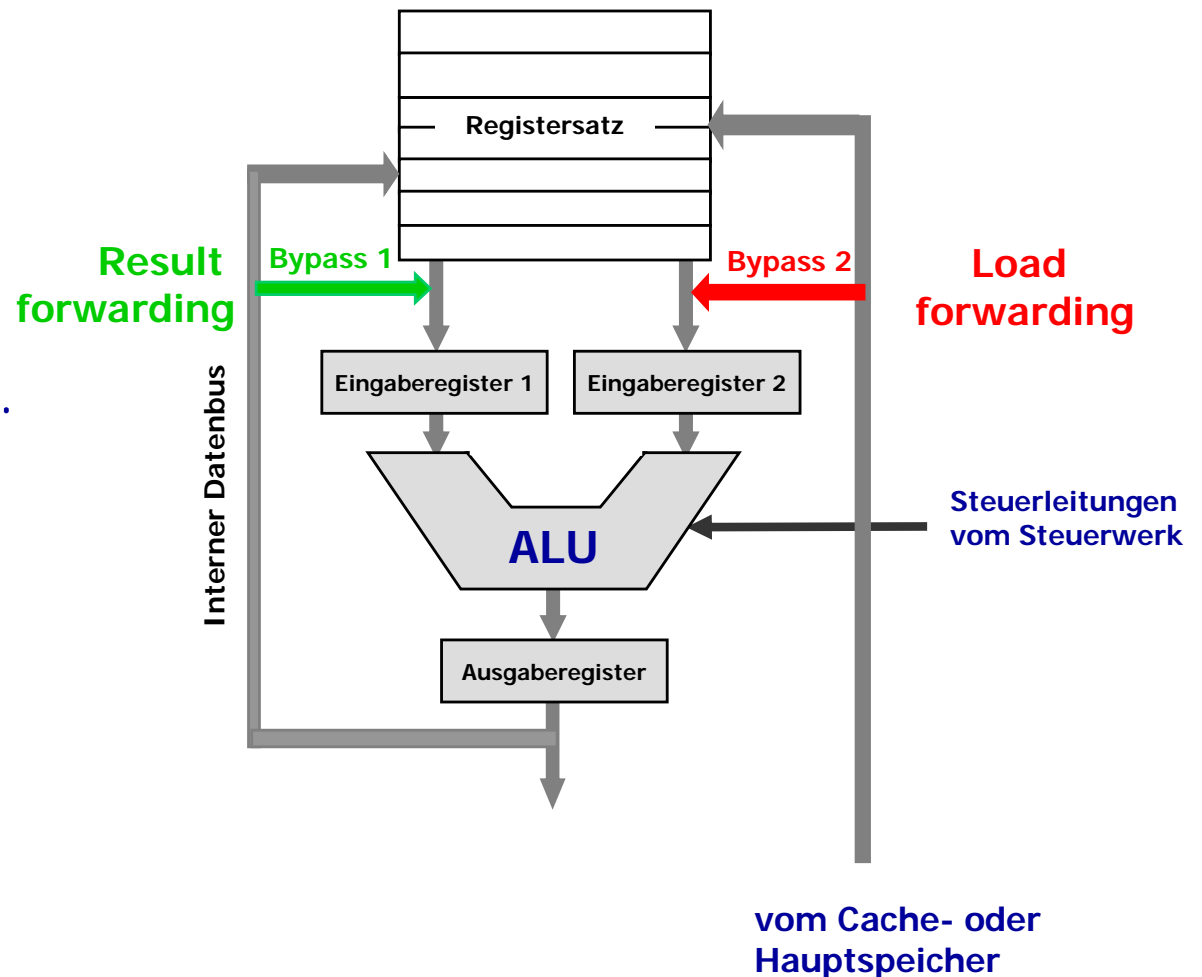 Registersatz
Result
forwarding
Bypass 1
Bypass 2
Load
forwarding
Eingaberegister 1
Eingaberegister 2
.
Interner Datenbus
ALU
Steuerleitungen
vom Steuerwerk
Ausgaberegister
vom Cache- oder
Hauptspeicher